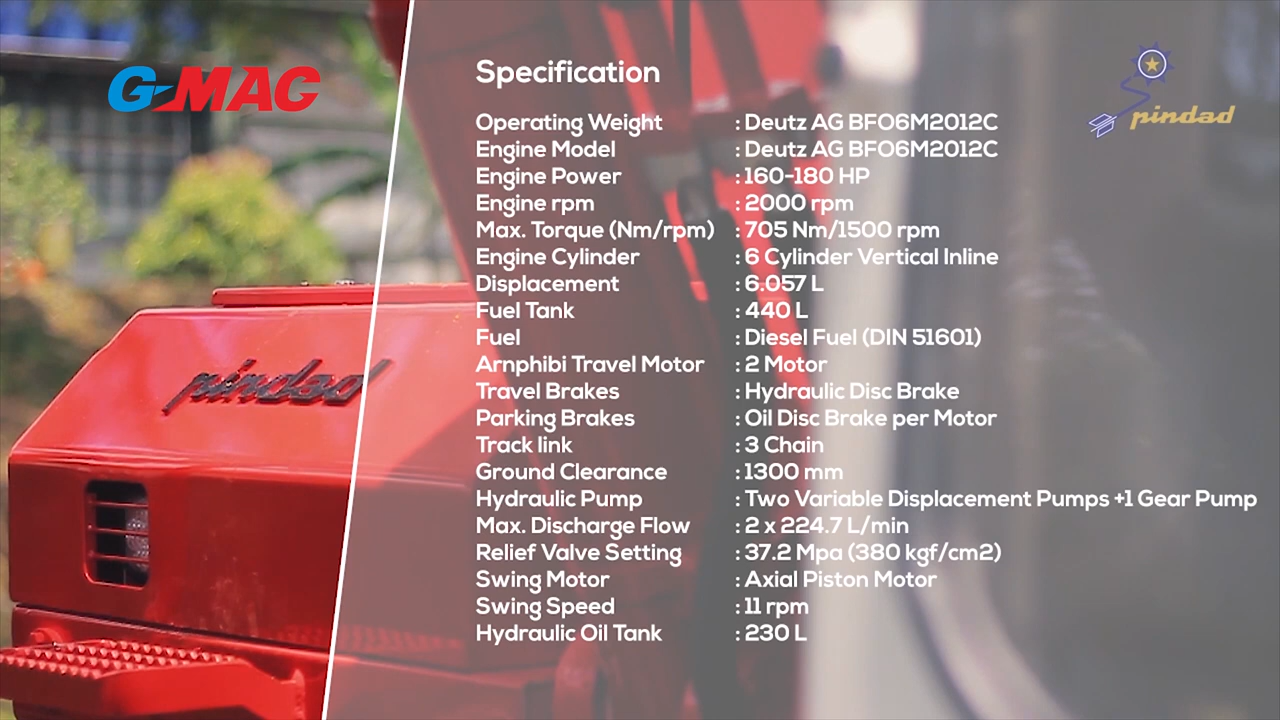 G-MAG
pindad
pindad
Specification
Operating Weight : Deutz AG BFO6M2012C
Engine Model : Deutz AG BFO6M2012C
Engine Power : 160-180 HP
Engine rpm : 2000 rpm
Max. Torque (Nm/rpm) : 705 Nm/1500 rpm
Engine Cylinder : 6 Cylinder Vertical Inline
Displacement : 6.057 L
Fuel Tank : 440 L
Fuel : Diesel Fuel (DIN 51601)
Arnphibi Travel Motor : 2 Motor
Travel Brakes : Hydraulic Disc Brake
Parking Brakes : Oil Disc Brake per Motor
Track link : 3 Chain
Ground Clearance : 1300 mm
Hydraulic Pump : Two Variable Displacement Pumps +1 Gear Pump
Max. Discharge Flow : 2 x 224.7 L/min
Relief Valve Setting : 37.2 Mpa (380 kgf/cm2)
Swing Motor : Axial Piston Motor
Swing Speed : 11 rpm
Hydraulic Oil Tank : 230 L